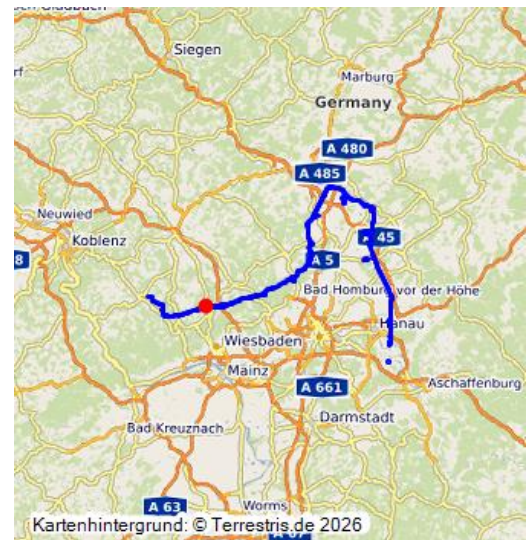 Siegen
Marburg
Germany
A 480
A 485
Neuwied
Koblenz
A 45
8
A 5
Bad Homburg vor der Höhe
Hanau
Wiesbaden
Mainz
A 661
Aschaffenburg
Darmstadt
Bad Kreuznach
A 63
Worms
Kartenhintergrund: © Terrestris.de 2026